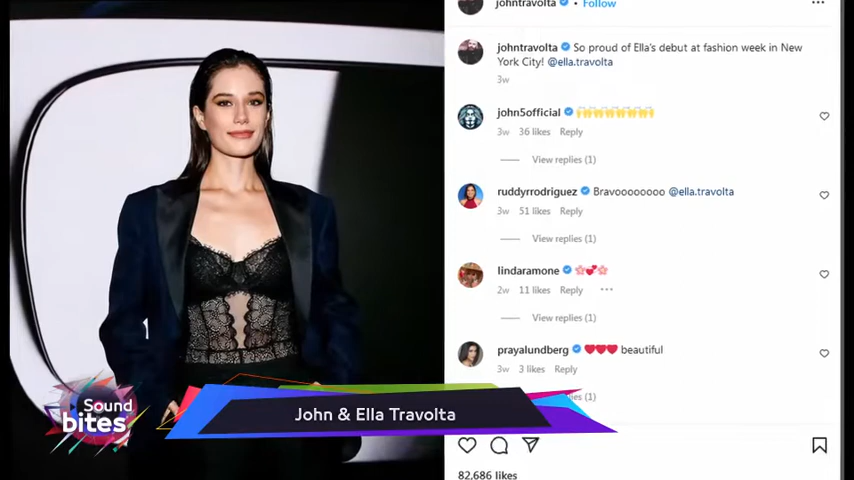 johntravolta • Follow
johntravolta So proud of Ella's debut at fashion week in New
York City! @ella.travolta
3w
john5official 🙌🙌🙌🙌🙌🙌🙌
3w 36 likes Reply
View replies (1)
ruddyrrodriguez Bravoooooooo @ella.travolta
3w 51 likes Reply
View replies (1)
lindaramone 🌸💕🌸
2w 11 likes Reply
View replies (1)
prayalundberg ❤️❤️❤️ beautiful
3w 3 likes Reply
es (1)
82,686 likes
Sound
bites
John & Ella Travolta